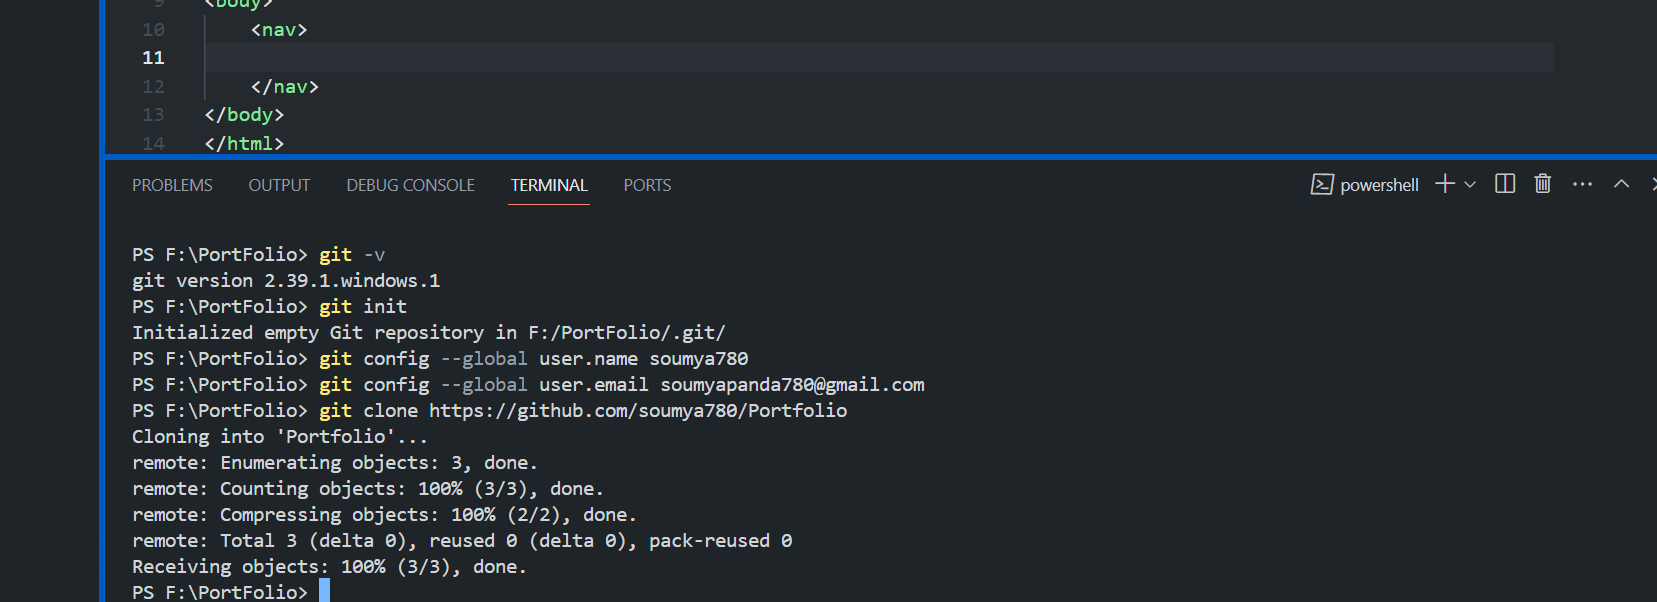 9 <body>
10 <nav>
11
12 </nav>
13 </body>
14 </html>
PROBLEMS OUTPUT DEBUG CONSOLE TERMINAL PORTS powershell
PS F:\PortFolio> git -v
git version 2.39.1.windows.1
PS F:\PortFolio> git init
Initialized empty Git repository in F:/PortFolio/.git/
PS F:\PortFolio> git config --global user.name soumya780
PS F:\PortFolio> git config --global user.email soumyapanda780@gmail.com
PS F:\PortFolio> git clone https://github.com/soumya780/Portfolio
Cloning into 'Portfolio'...
remote: Enumerating objects: 3, done.
remote: Counting objects: 100% (3/3), done.
remote: Compressing objects: 100% (2/2), done.
remote: Total 3 (delta 0), reused 0 (delta 0), pack-reused 0
Receiving objects: 100% (3/3), done.
PS F:\PortFolio>